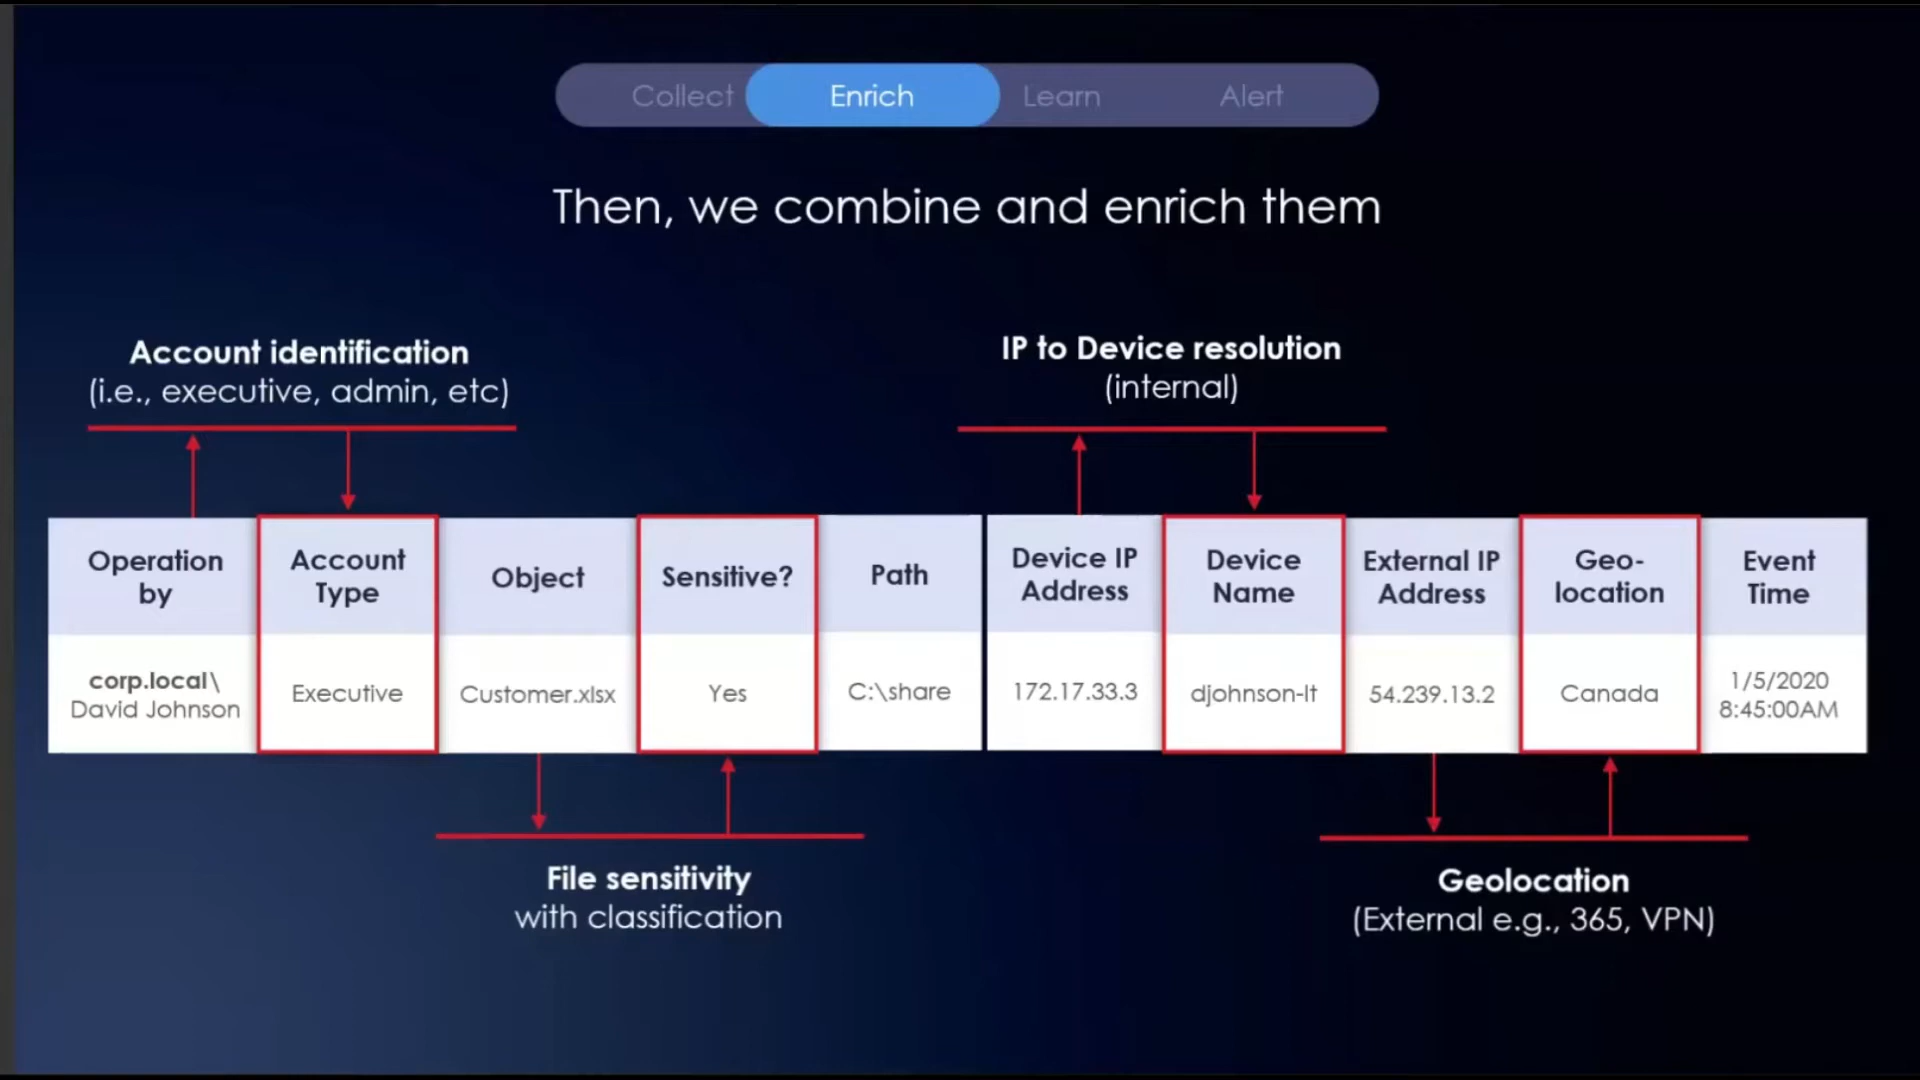 Collect Enrich Learn Alert
Then, we combine and enrich them
Account identification
(i.e., executive, admin, etc)
IP to Device resolution
(internal)
Operation by
Account Type
Object
Sensitive?
Path
Device IP Address
Device Name
External IP Address
Geo-location
Event Time
corp.local\
David Johnson
Executive
Customer.xlsx
Yes
C:\share
172.17.33.3
djohnson-lt
54.239.13.2
Canada
1/5/2020
8:45:00AM
File sensitivity
with classification
Geolocation
(External e.g., 365, VPN)